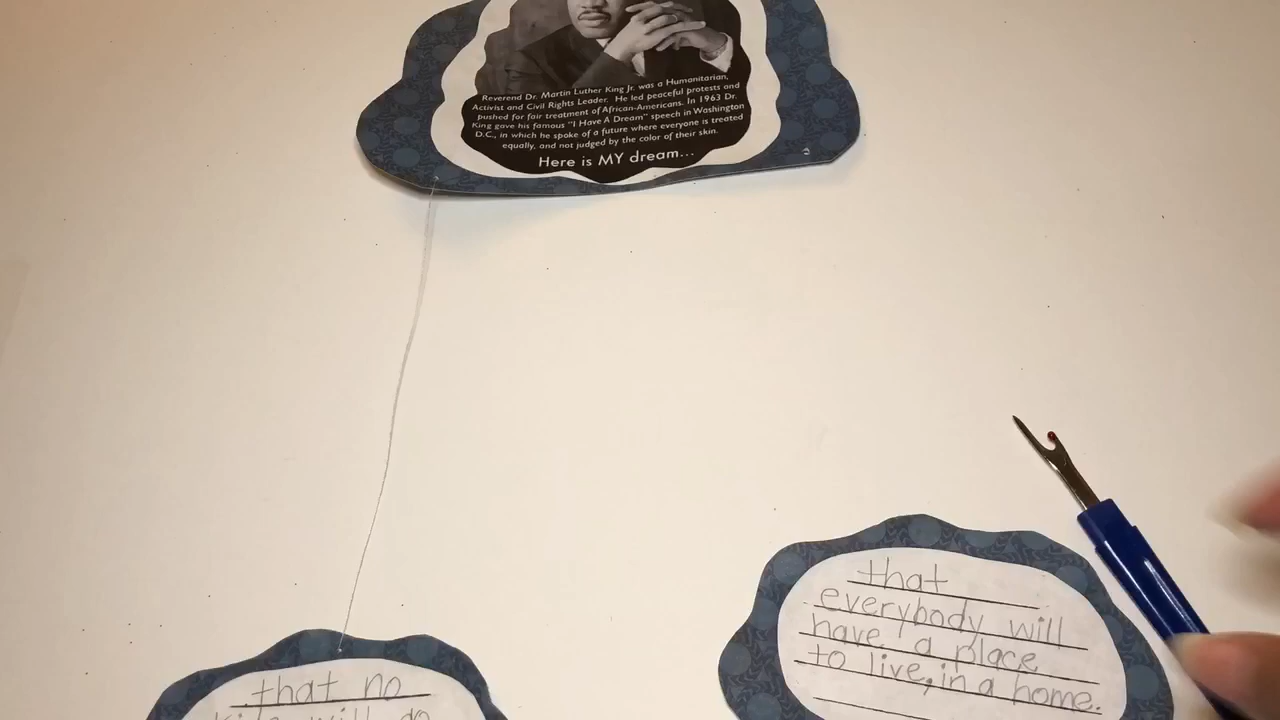 Reverend Dr. Martin Luther King Jr. was a Humanitarian,
Activist and Civil Rights Leader. He led peaceful protests and
pushed for fair treatment of African-Americans. In 1963 Dr.
King gave his famous "I Have A Dream" speech in Washington
D.C., in which he spoke of a future where everyone is treated
equally, and not judged by the color of their skin.
Here is MY dream...
that
everybody will
have a place
to live, in a home.
that no
will go